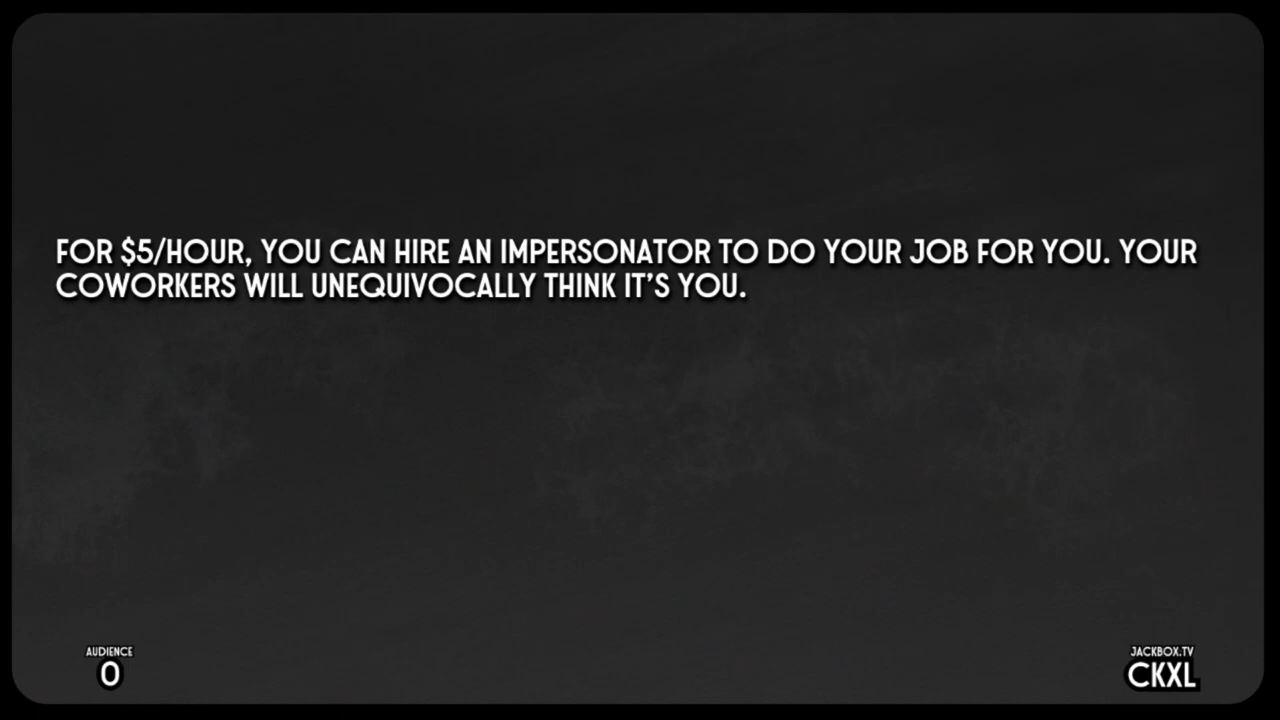 FOR $5/HOUR, YOU CAN HIRE AN IMPERSONATOR TO DO YOUR JOB FOR YOU. YOUR
COWORKERS WILL UNEQUIVOCALLY THINK IT'S YOU.
AUDIENCE
0
JACKBOX.TV
CKXL